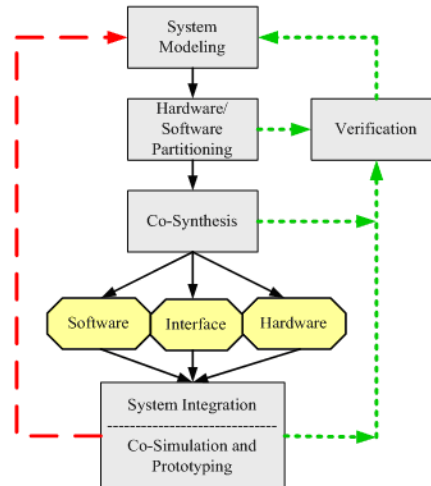 System
Modeling
Hardware/
Software
Partitioning
Verification
Co-Synthesis
Software
Interface
Hardware
System Integration
Co-Simulation and
Prototyping